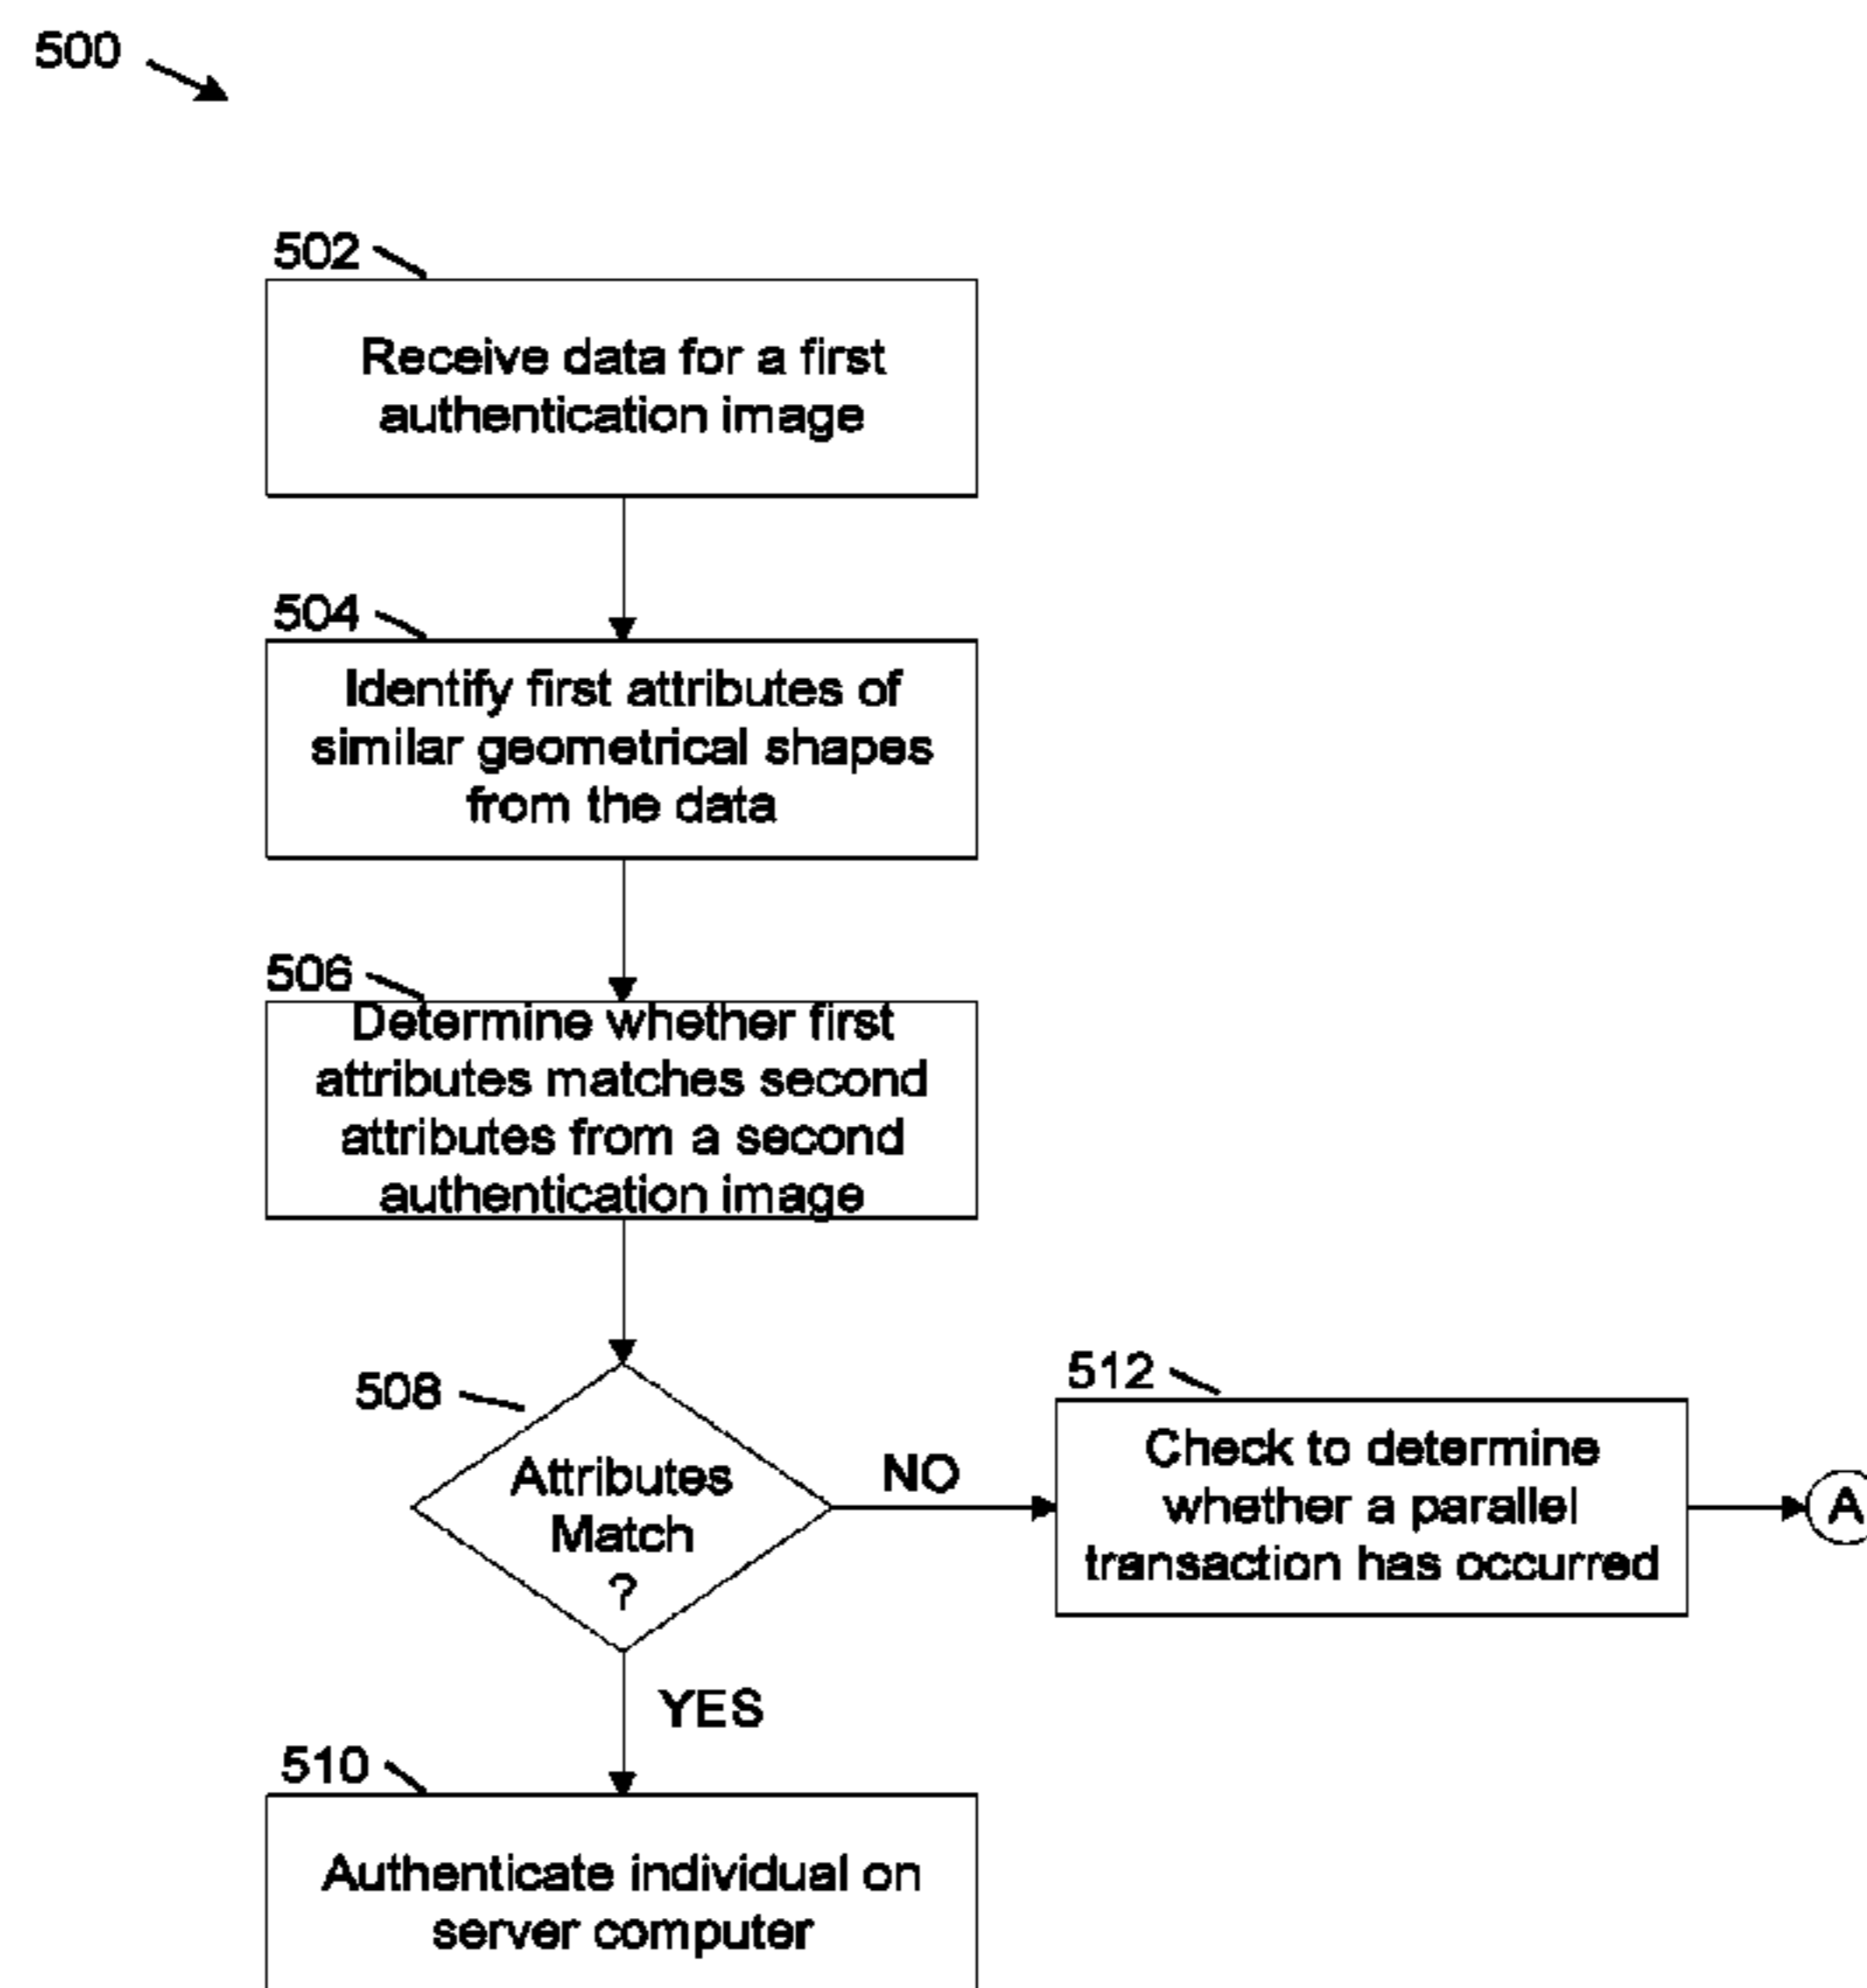 500
502
Receive data for a first
authentication image
504
Identify first attributes of
similar geometrical shapes
from the data
506
Determine whether first
attributes matches second
attributes from a second
authentication image
508
Attributes
Match
?
NO
512
Check to determine
whether a parallel
transaction has occurred
A
YES
510
Authenticate individual on
server computer